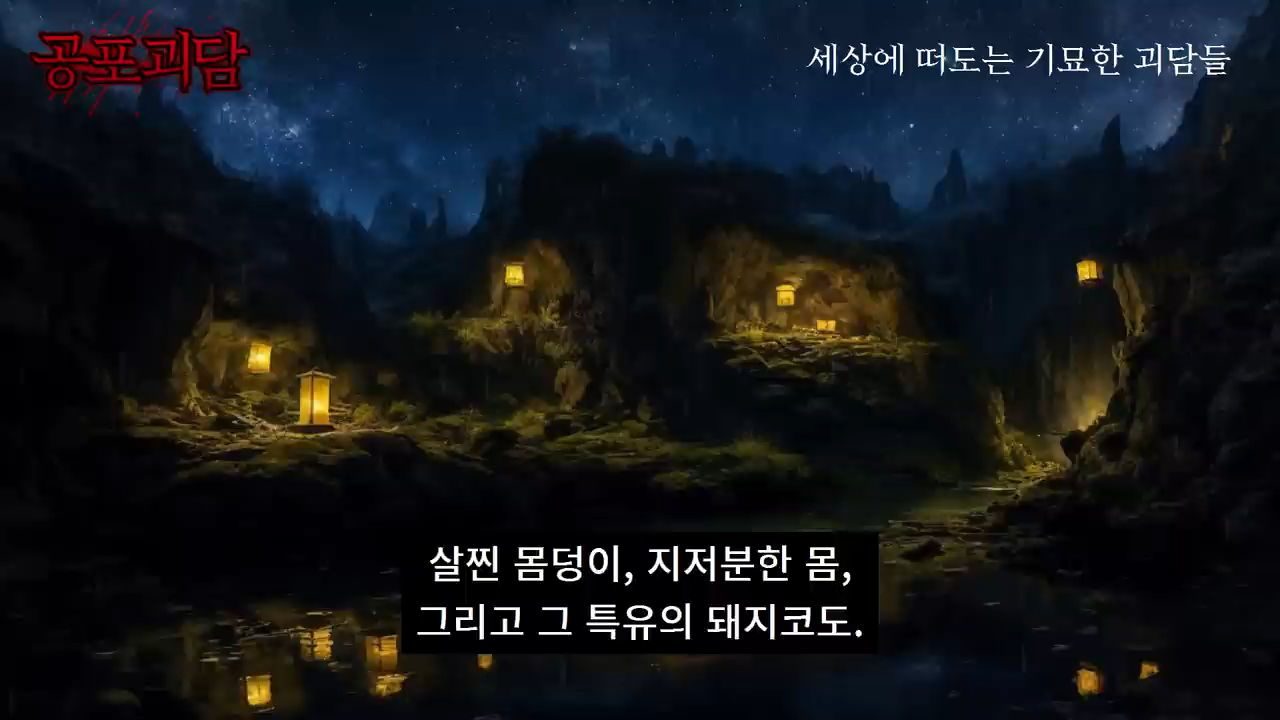 공포괴담
세상에 떠도는 기묘한 괴담들
살찐 몸덩이, 지저분한 몸,
그리고 그 특유의 돼지코도.